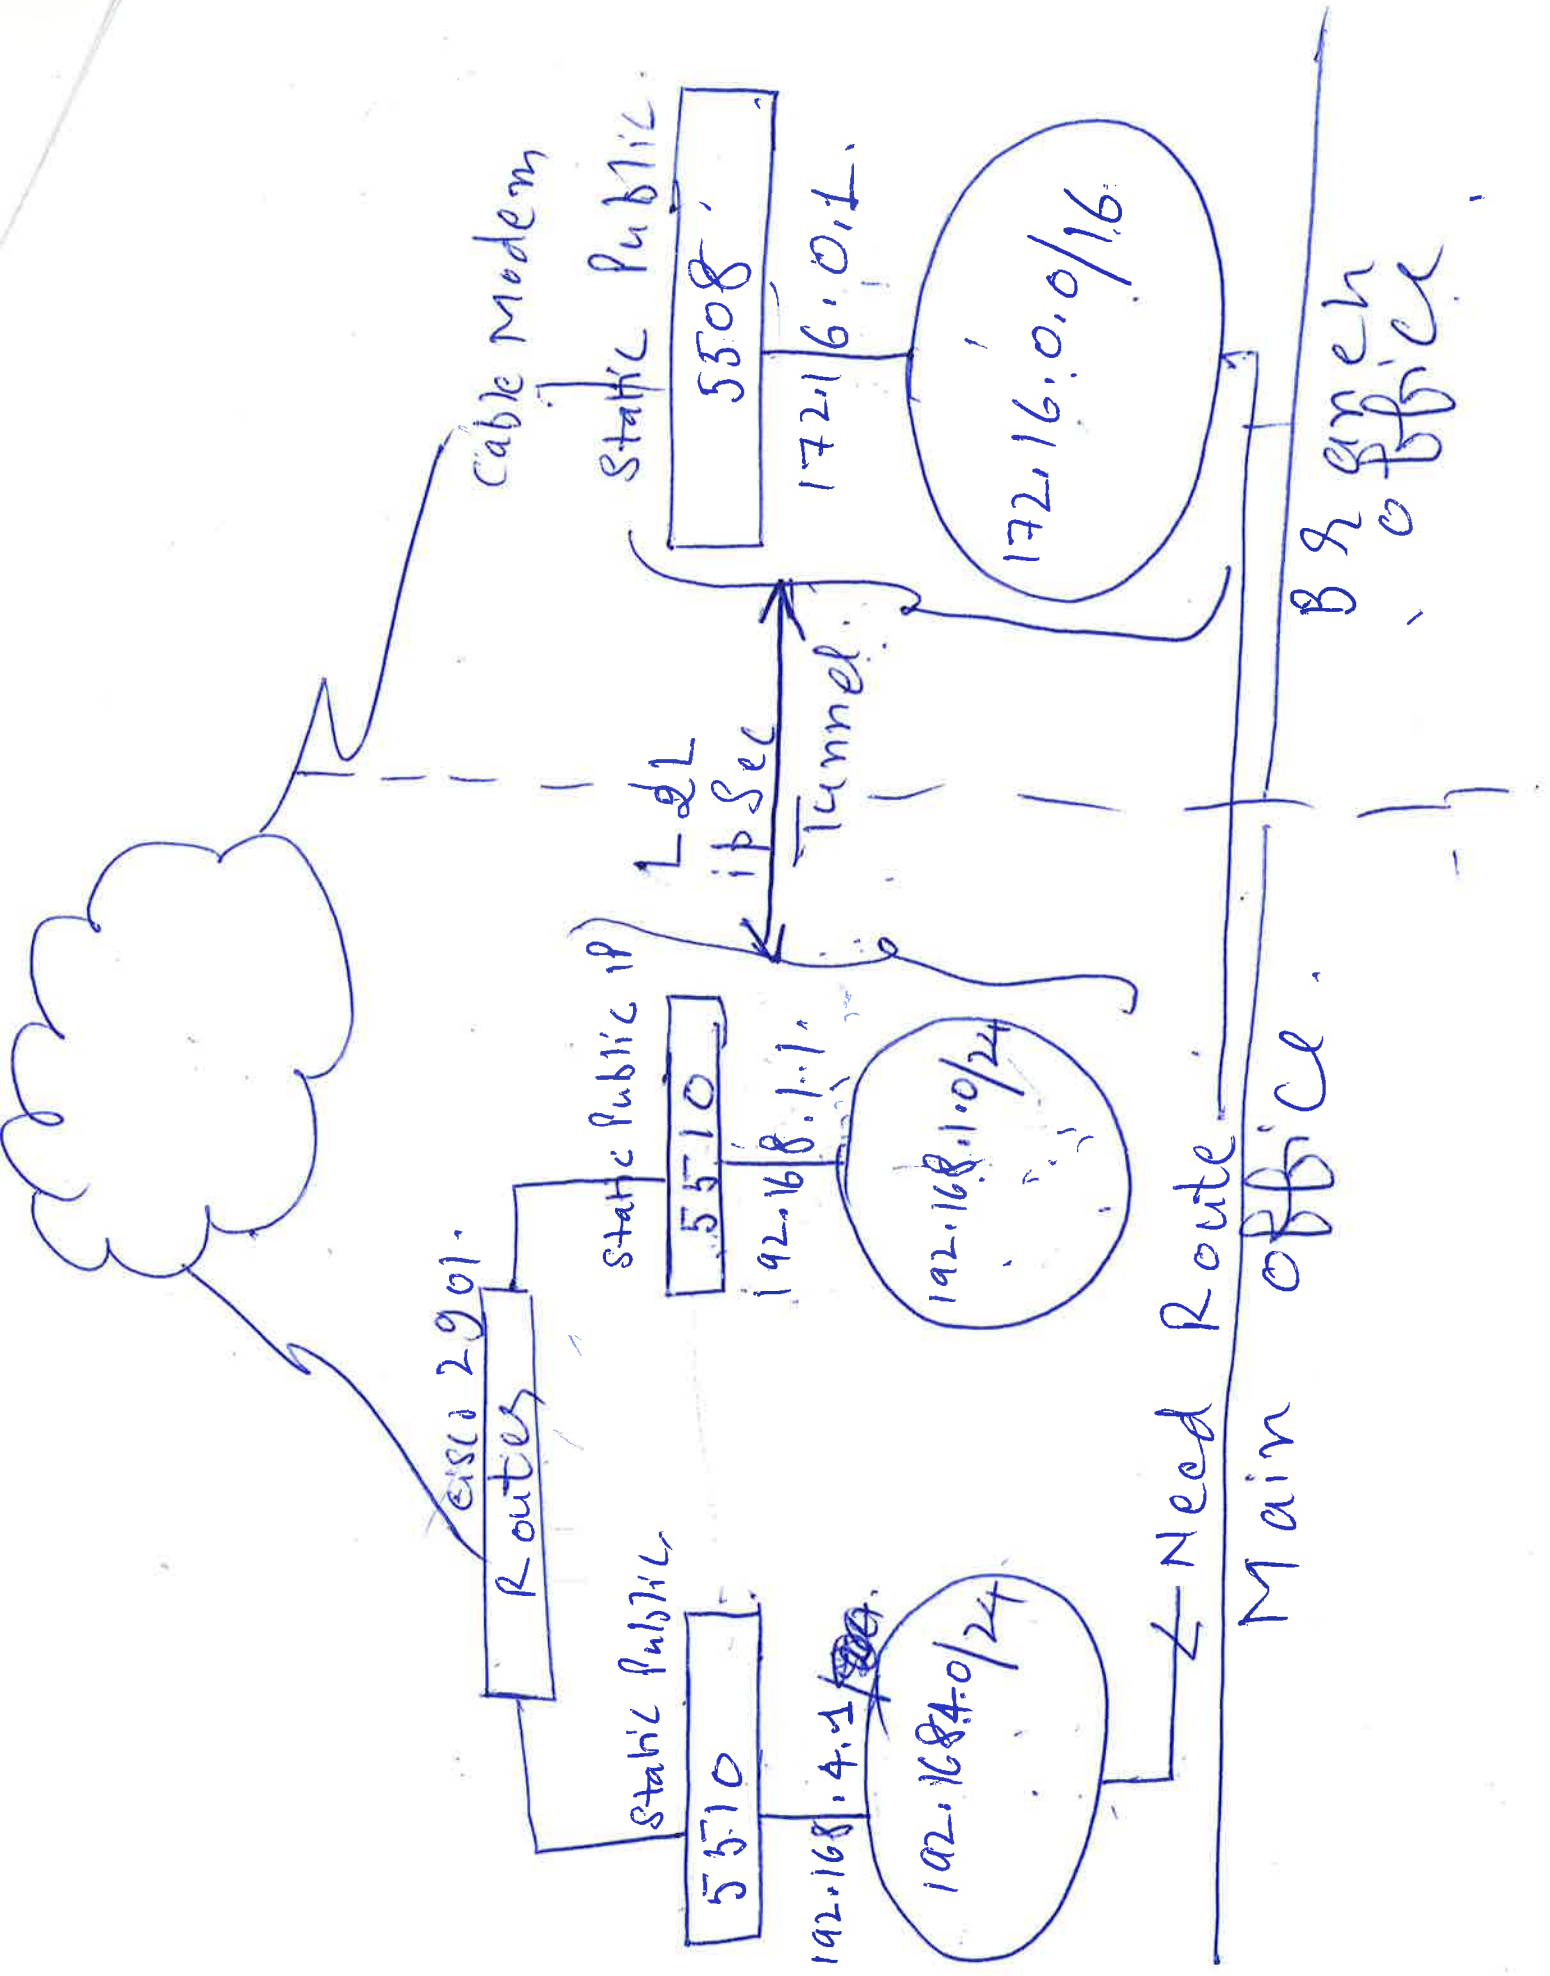 Cisco 2901.
Router
Cable Modem
Static Public
Static Public IP
Static Public
5510
5510
5508
L2L
ipSec
Tunnel
192.168.4.1
192.168.1.1
172.16.0.1
192.168.4.0/24
192.168.1.0/24
172.16.0.0/16
Need Route
Main office
Branch
office